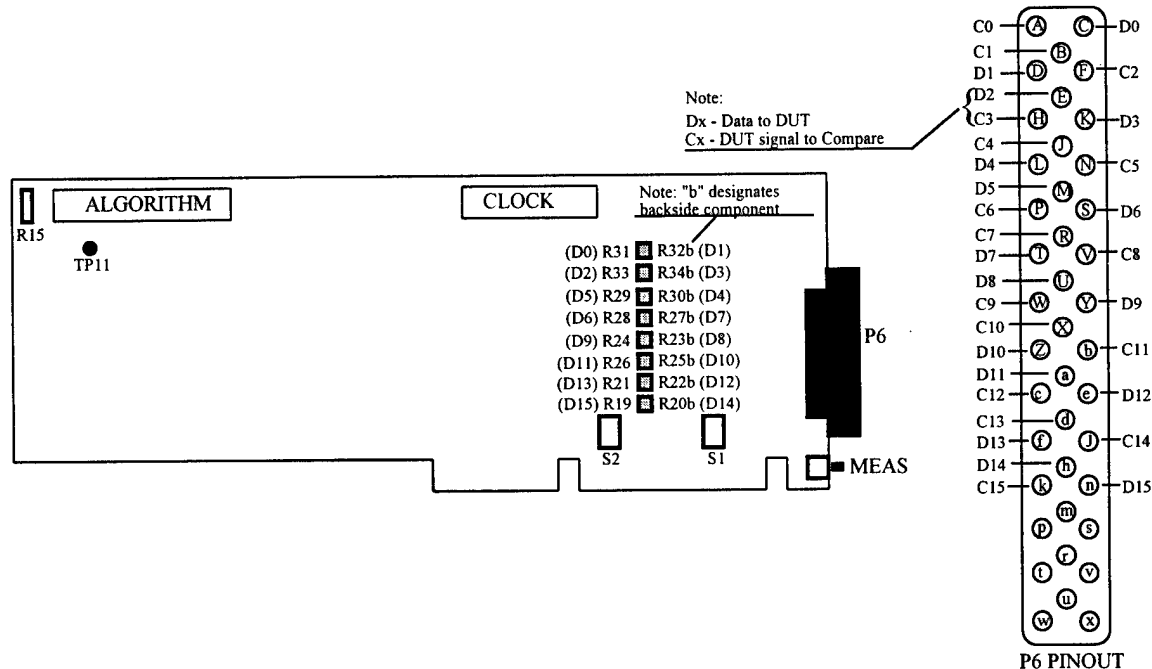 C0 A C D0
C1 B
D1 D F C2
D2 E
C3 H K D3
C4 J
D4 L N C5
D5 M
C6 P S D6
C7 R
D7 T V C8
D8 U
C9 W Y D9
C10 X
D10 Z b C11
D11 a
C12 c e D12
C13 d
D13 f J C14
D14 h
C15 k n D15
m
p s
r
t v
u
w x
P6 PINOUT
Note:
Dx - Data to DUT
Cx - DUT signal to Compare
R15
ALGORITHM
TP11
CLOCK
Note: "b" designates
backside component
(D0) R31 R32b (D1)
(D2) R33 R34b (D3)
(D5) R29 R30b (D4)
(D6) R28 R27b (D7)
(D9) R24 R23b (D8)
(D11) R26 R25b (D10)
(D13) R21 R22b (D12)
(D15) R19 R20b (D14)
S2
S1
P6
MEAS